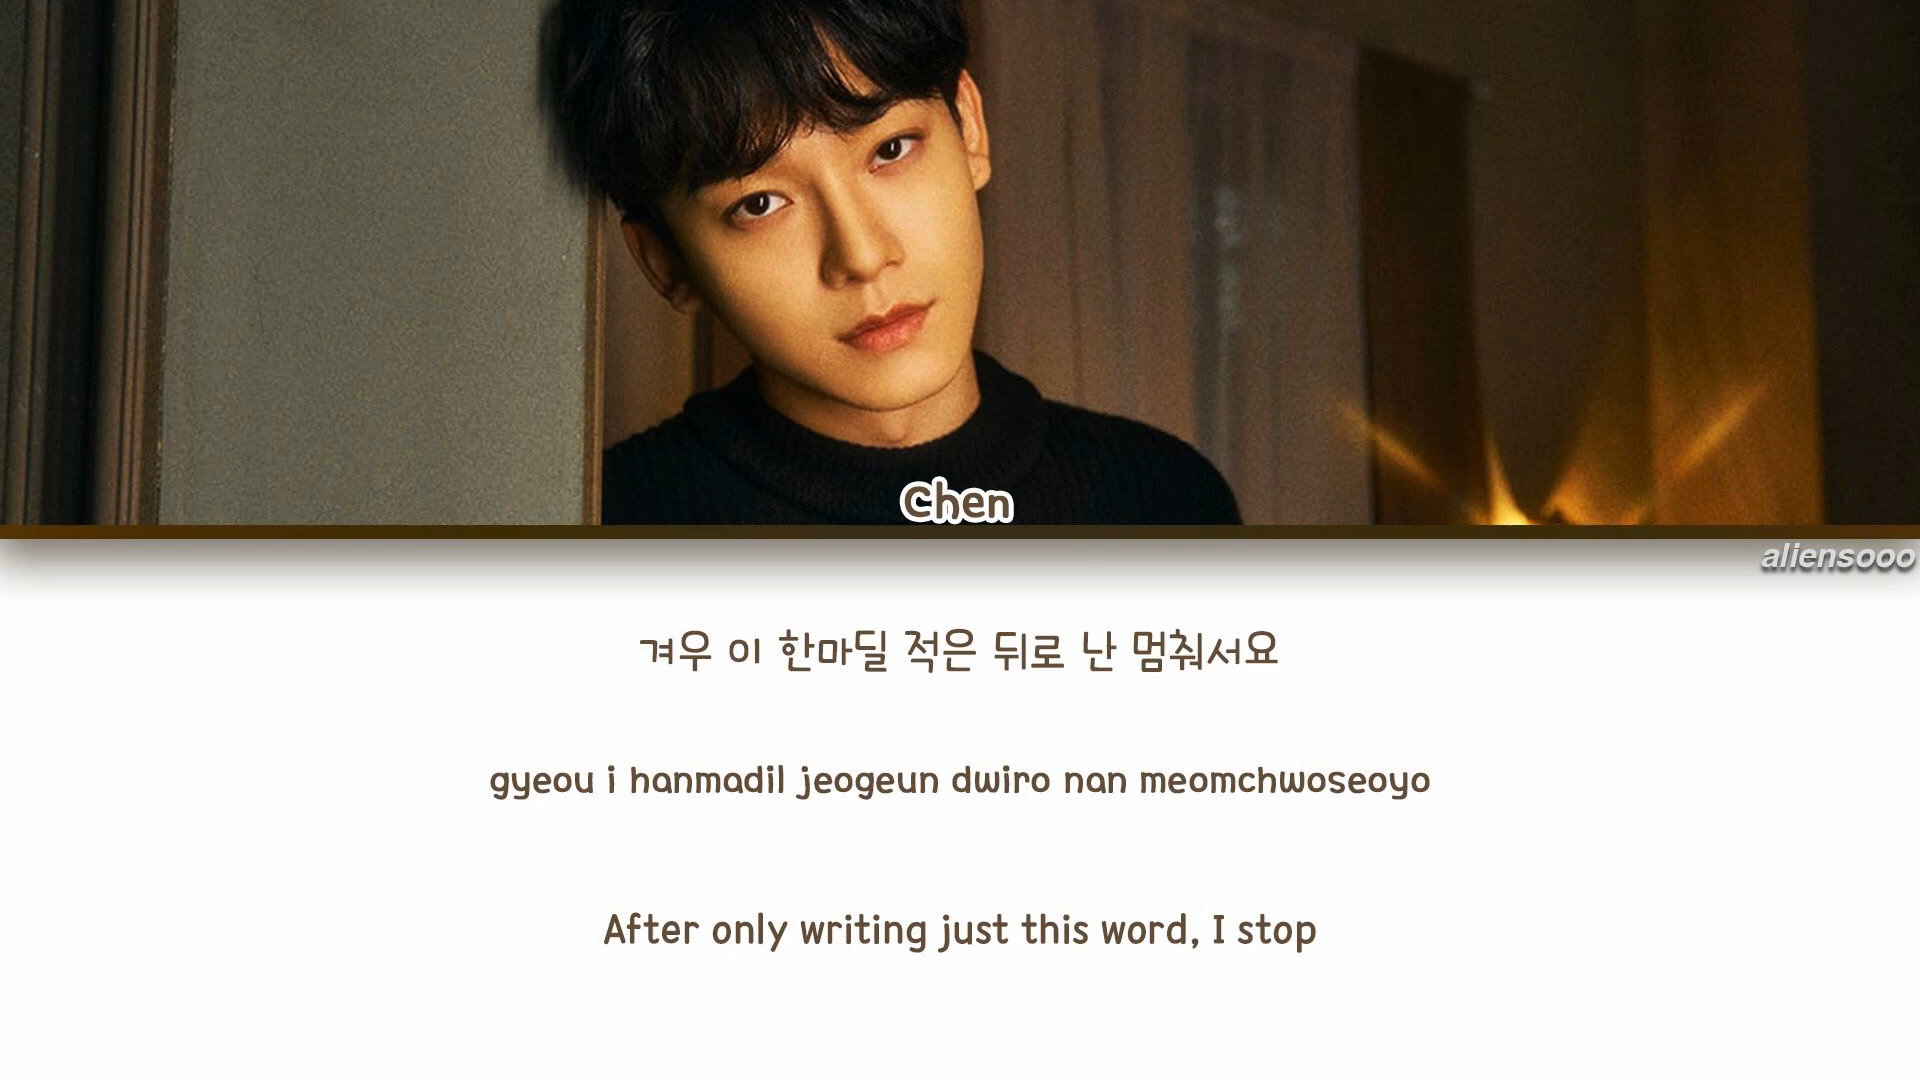 Chen
aliensooo
겨우 이 한마딜 적은 뒤로 난 멈춰서요
gyeou i hanmadil jeogeun dwiro nan meomchwoseoyo
After only writing just this word, I stop